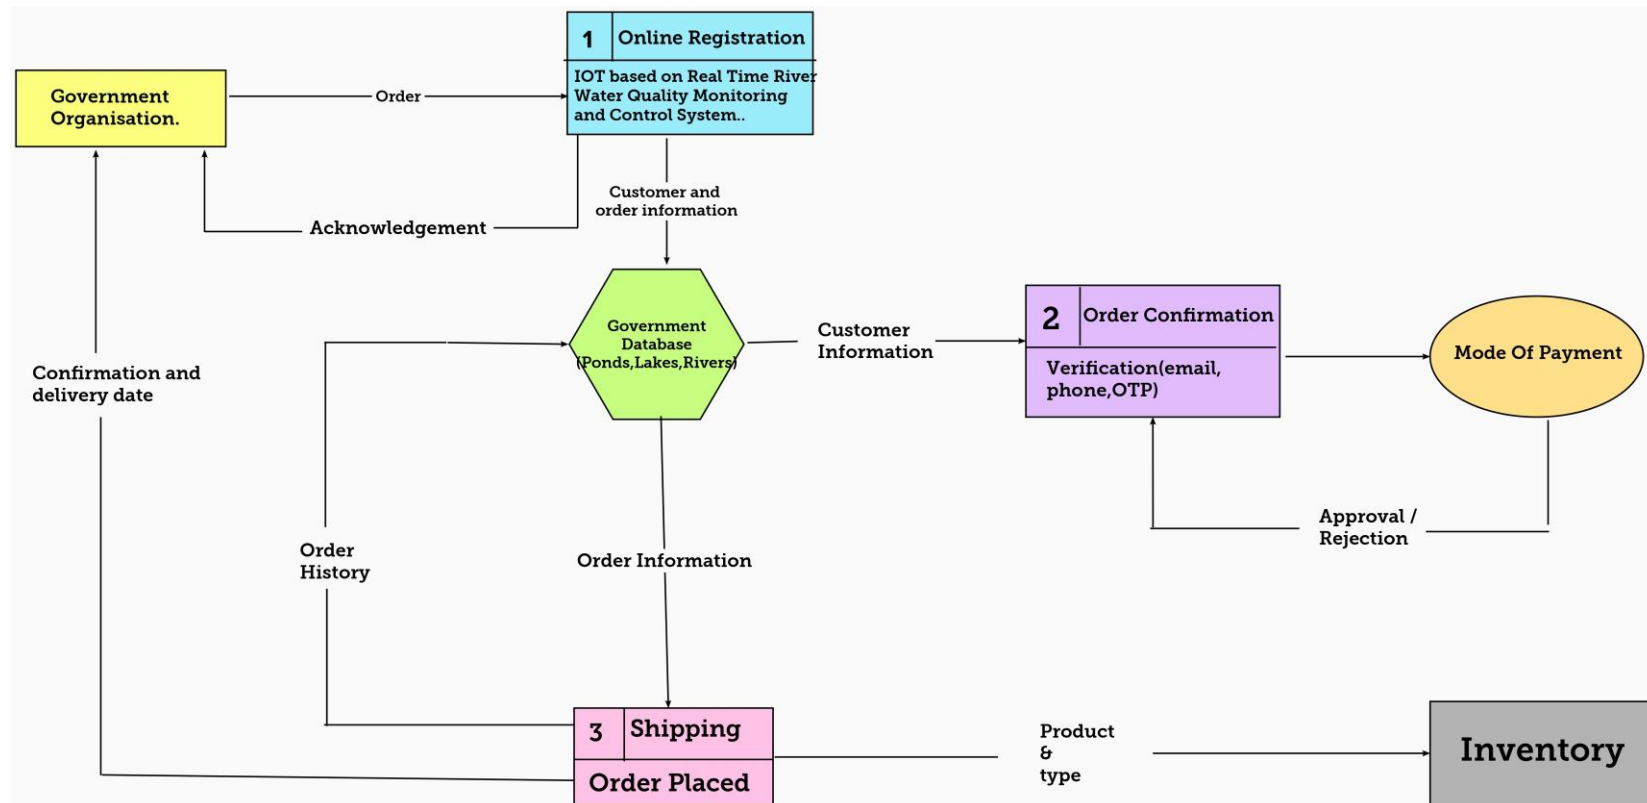 1 Online Registration
IOT based on Real Time River
Water Quality Monitoring
and Control System..
Government
Organisation.
Order
Customer and
order information
Acknowledgement
Government
Database
(Ponds,Lakes,Rivers)
Customer
Information
2 Order Confirmation
Verification(email,
phone,OTP)
Mode Of Payment
Confirmation and
delivery date
Approval /
Rejection
Order
History
Order Information
3 Shipping
Order Placed
Product
&
type
Inventory